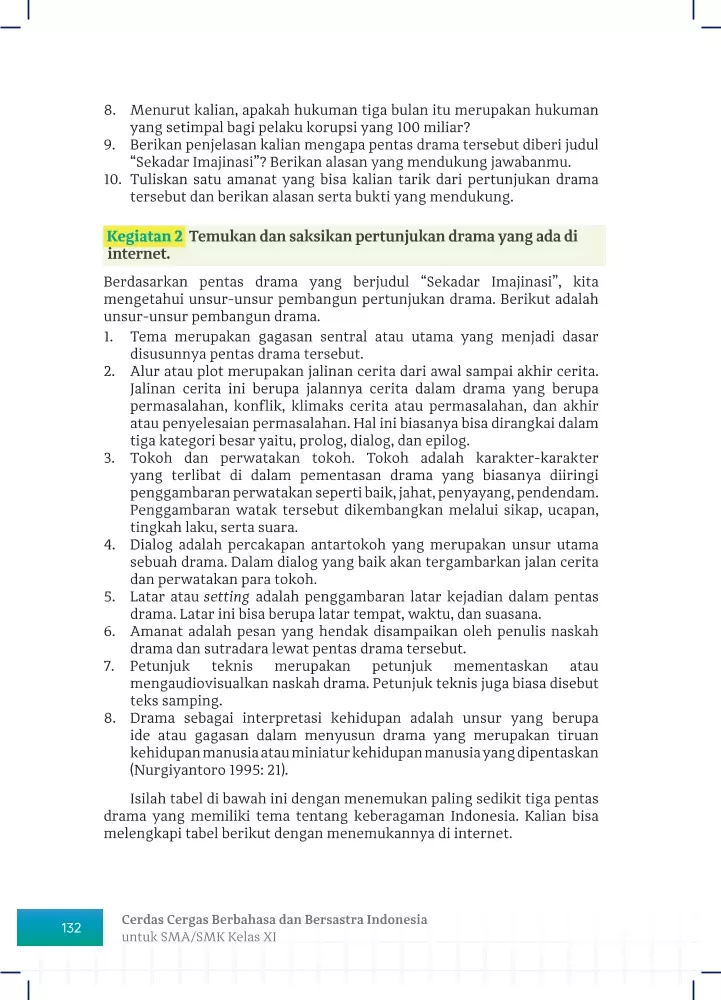 8. Menurut kalian, apakah hukuman tiga bulan itu merupakan hukuman
yang setimpal bagi pelaku korupsi yang 100 miliar?
9. Berikan penjelasan kalian mengapa pentas drama tersebut diberi judul
“Sekadar Imajinasi”? Berikan alasan yang mendukung jawabanmu.
10. Tuliskan satu amanat yang bisa kalian tarik dari pertunjukan drama
tersebut dan berikan alasan serta bukti yang mendukung.
Kegiatan 2 Temukan dan saksikan pertunjukan drama yang ada di
internet.
Berdasarkan pentas drama yang berjudul “Sekadar Imajinasi”, kita
mengetahui unsur-unsur pembangun pertunjukan drama. Berikut adalah
unsur-unsur pembangun drama.
1. Tema merupakan gagasan sentral atau utama yang menjadi dasar
disusunnya pentas drama tersebut.
2. Alur atau plot merupakan jalinan cerita dari awal sampai akhir cerita.
Jalinan cerita ini berupa jalannya cerita dalam drama yang berupa
permasalahan, konflik, klimaks cerita atau permasalahan, dan akhir
atau penyelesaian permasalahan. Hal ini biasanya bisa dirangkai dalam
tiga kategori besar yaitu, prolog, dialog, dan epilog.
3. Tokoh dan perwatakan tokoh. Tokoh adalah karakter-karakter
yang terlibat di dalam pementasan drama yang biasanya diiringi
penggambaran perwatakan seperti baik, jahat, penyayang, pendendam.
Penggambaran watak tersebut dikembangkan melalui sikap, ucapan,
tingkah laku, serta suara.
4. Dialog adalah percakapan antartokoh yang merupakan unsur utama
sebuah drama. Dalam dialog yang baik akan tergambarkan jalan cerita
dan perwatakan para tokoh.
5. Latar atau setting adalah penggambaran latar kejadian dalam pentas
drama. Latar ini bisa berupa latar tempat, waktu, dan suasana.
6. Amanat adalah pesan yang hendak disampaikan oleh penulis naskah
drama dan sutradara lewat pentas drama tersebut.
7. Petunjuk teknis merupakan petunjuk mementaskan atau
mengaudiovisualkan naskah drama. Petunjuk teknis juga biasa disebut
teks samping.
8. Drama sebagai interpretasi kehidupan adalah unsur yang berupa
ide atau gagasan dalam menyusun drama yang merupakan tiruan
kehidupan manusia atau miniatur kehidupan manusia yang dipentaskan
(Nurgiyantoro 1995: 21).
Isilah tabel di bawah ini dengan menemukan paling sedikit tiga pentas
drama yang memiliki tema tentang keberagaman Indonesia. Kalian bisa
melengkapi tabel berikut dengan menemukannya di internet.
132
Cerdas Cergas Berbahasa dan Bersastra Indonesia
untuk SMA/SMK Kelas XI